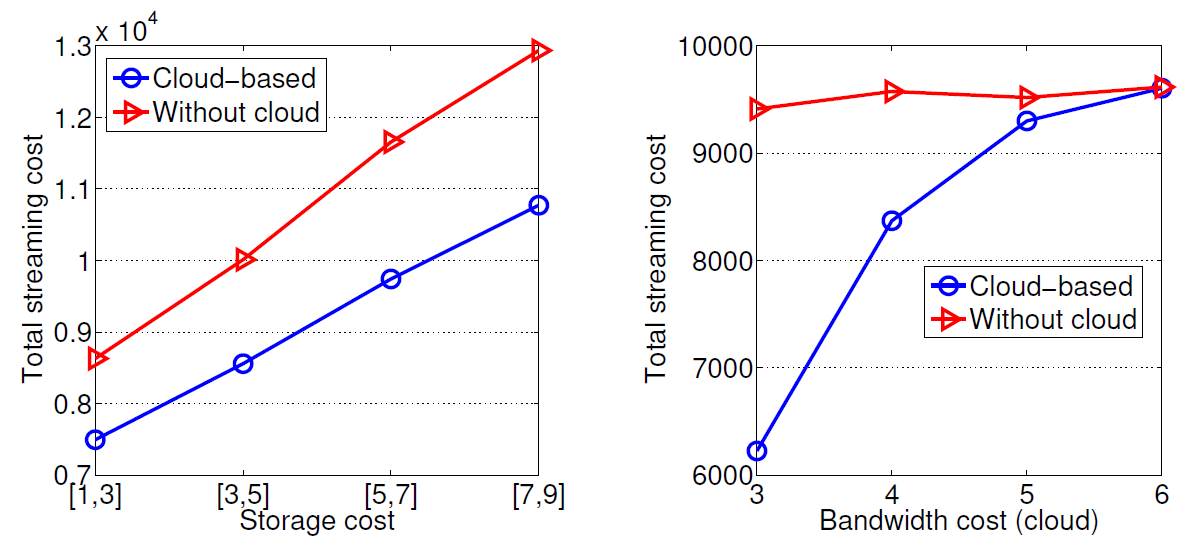 x 10^4
1.3
1.2
1.1
1
0.9
0.8
0.7
[1,3] [3,5] [5,7] [7,9]
Storage cost
Total streaming cost
Cloud-based
Without cloud
10000
9000
8000
7000
6000
3 4 5 6
Bandwidth cost (cloud)
Total streaming cost
Cloud-based
Without cloud